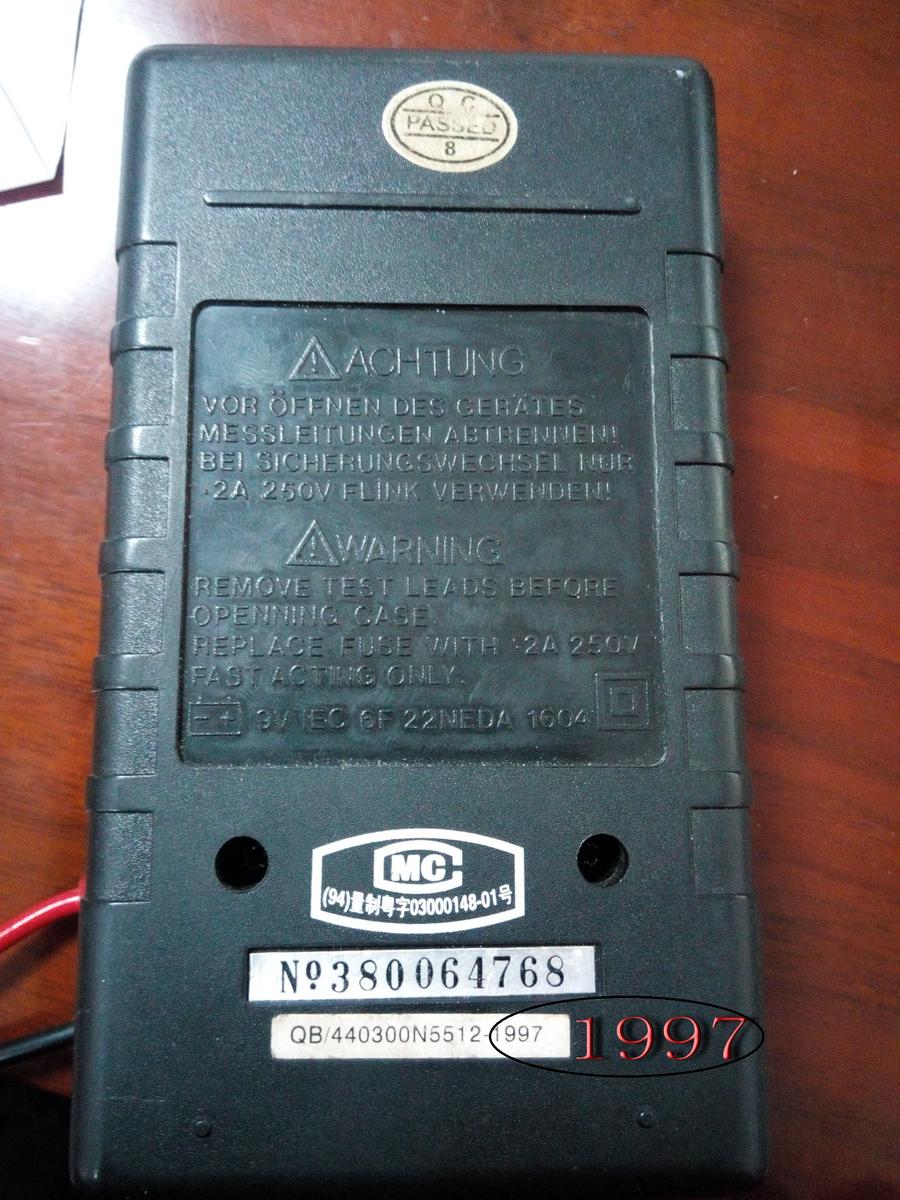 Q C
PASSED
8
ACHTUNG
VOR ÖFFNEN DES GERÄTES
MESSLEITUNGEN ABTRENNEN!
BEI SICHERUNGSWECHSEL NUR
·2A 250V FLINK VERWENDEN!
WARNING
REMOVE TEST LEADS BEFORE
OPENNING CASE.
REPLACE FUSE WITH ·2A 250V
FAST ACTING ONLY.
9V IEC 6F 22NEDA 1604
MC
(94)量制粤字03000148-01号
Nº380064768
QB/440300N5512-1997
1997